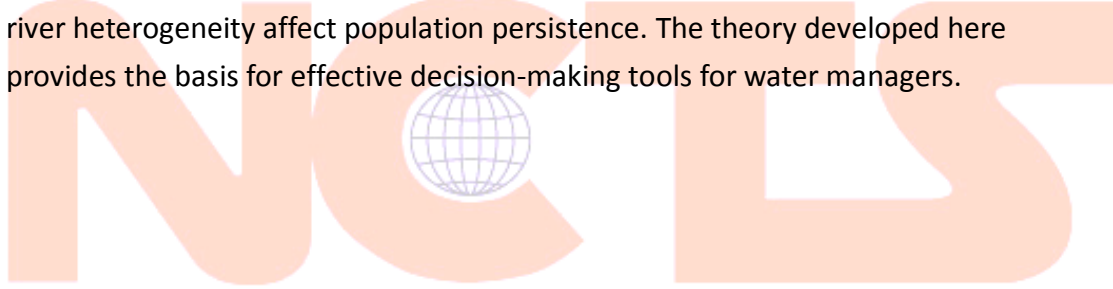 river heterogeneity affect population persistence. The theory developed here
provides the basis for effective decision-making tools for water managers.
NCTS